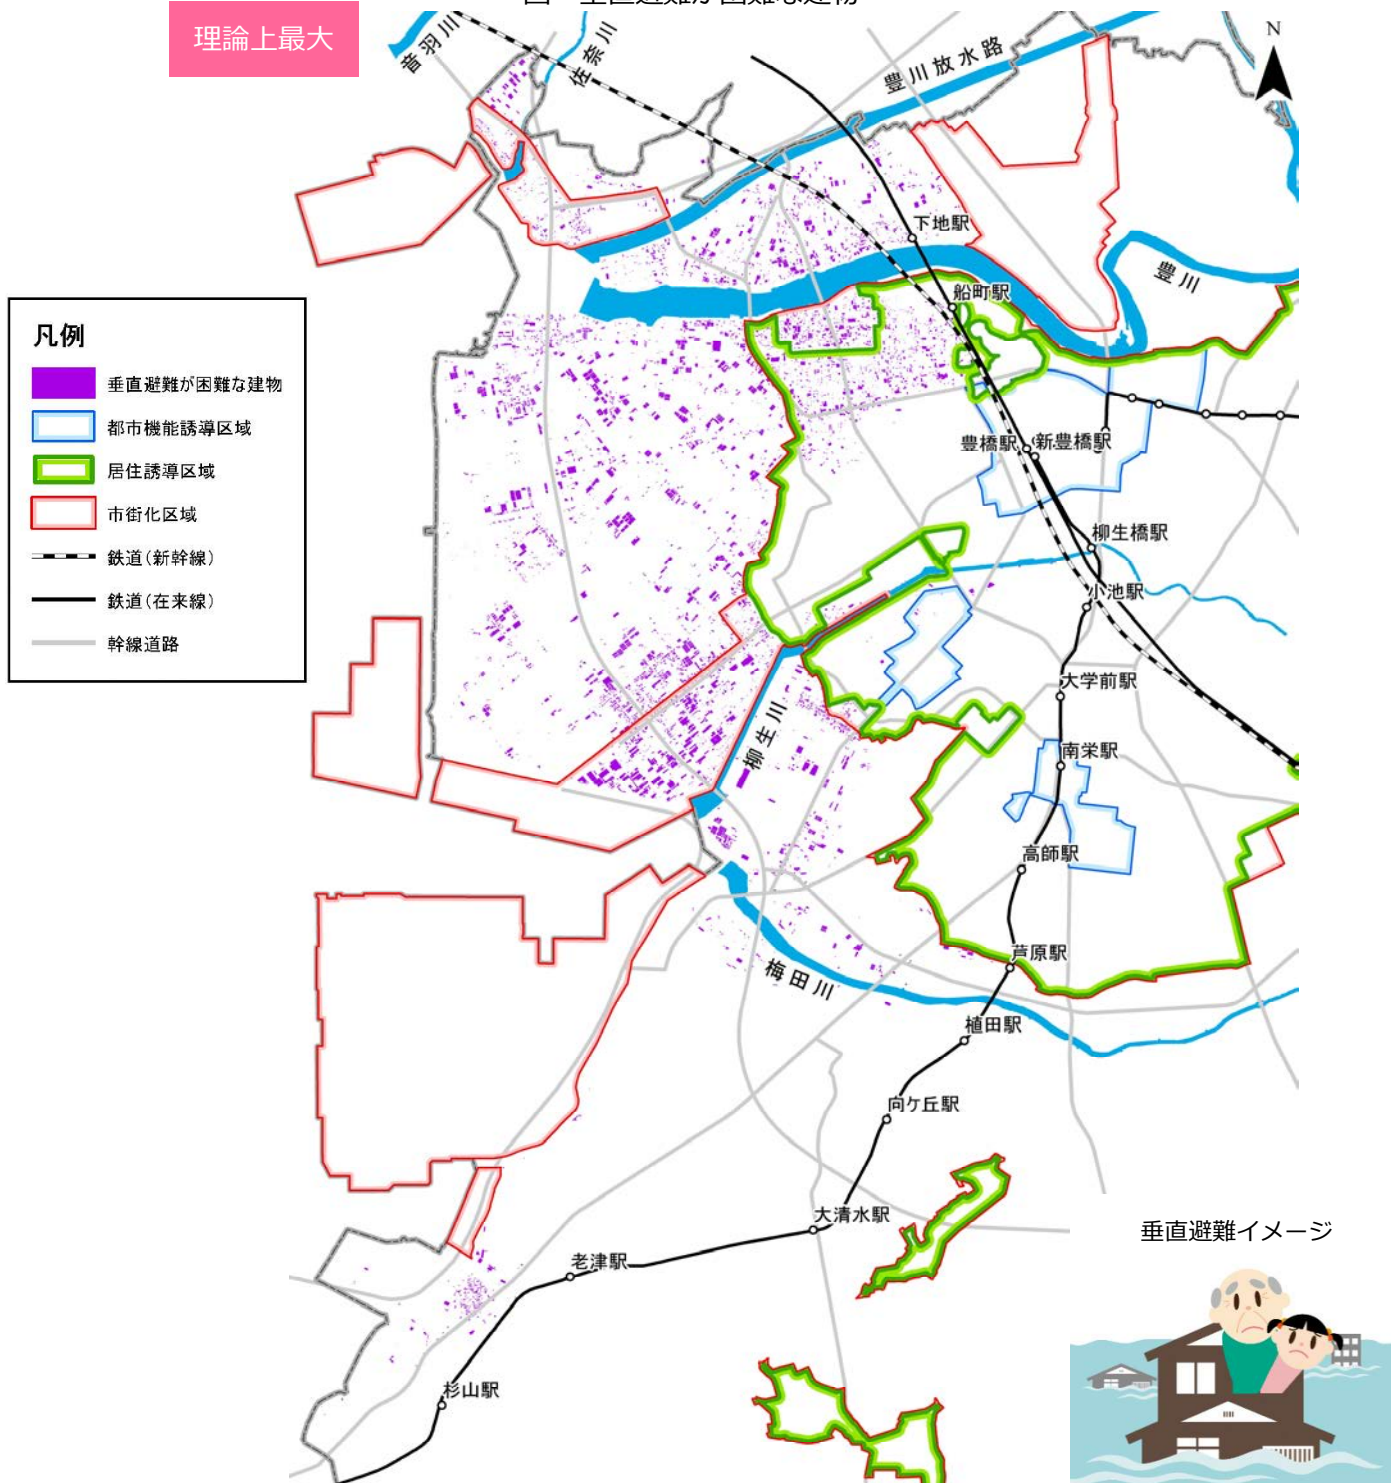 理論上最大
N
音羽川
佐奈川
豊川放水路
下地駅
豊川
船町駅
凡例
垂直避難が困難な建物
都市機能誘導区域
居住誘導区域
市街化区域
鉄道(新幹線)
鉄道(在来線)
幹線道路
豊橋駅
新豊橋駅
柳生橋駅
小池駅
大学前駅
柳生川
南栄駅
高師駅
芦原駅
梅田川
植田駅
向ケ丘駅
大清水駅
垂直避難イメージ
老津駅
杉山駅